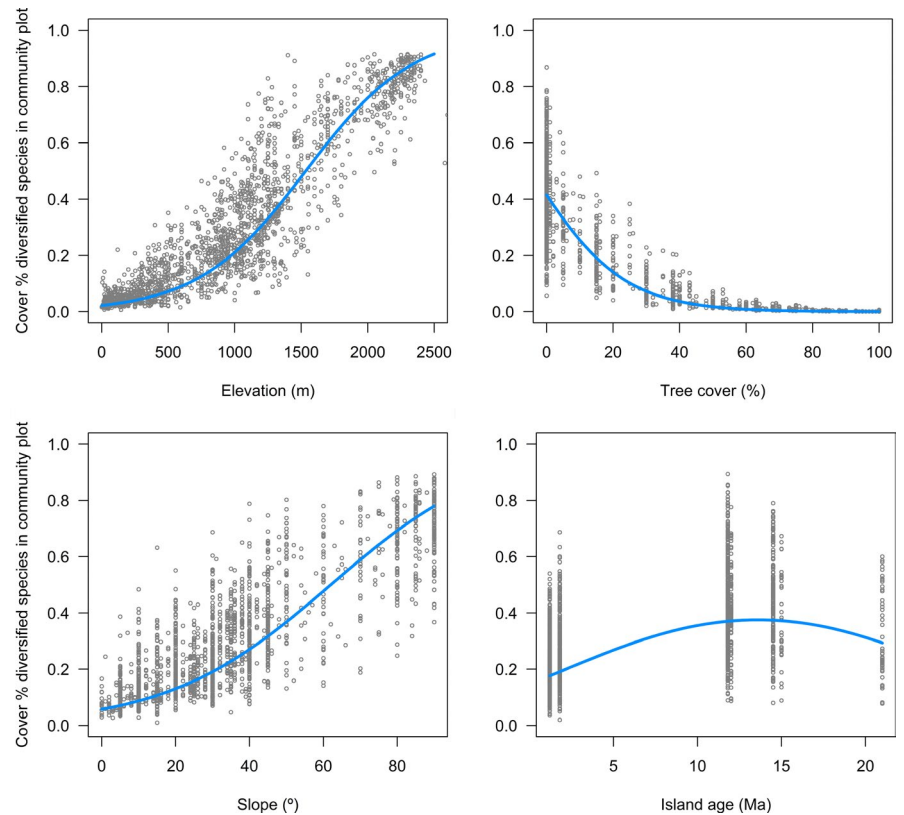 Cover % diversified species in community plot
1.0
0.8
0.6
0.4
0.2
0.0
0 500 1000 1500 2000 2500
Elevation (m)
1.0
0.8
0.6
0.4
0.2
0.0
0 20 40 60 80 100
Tree cover (%)
Cover % diversified species in community plot
1.0
0.8
0.6
0.4
0.2
0.0
0 20 40 60 80
Slope (º)
1.0
0.8
0.6
0.4
0.2
0.0
5 10 15 20
Island age (Ma)